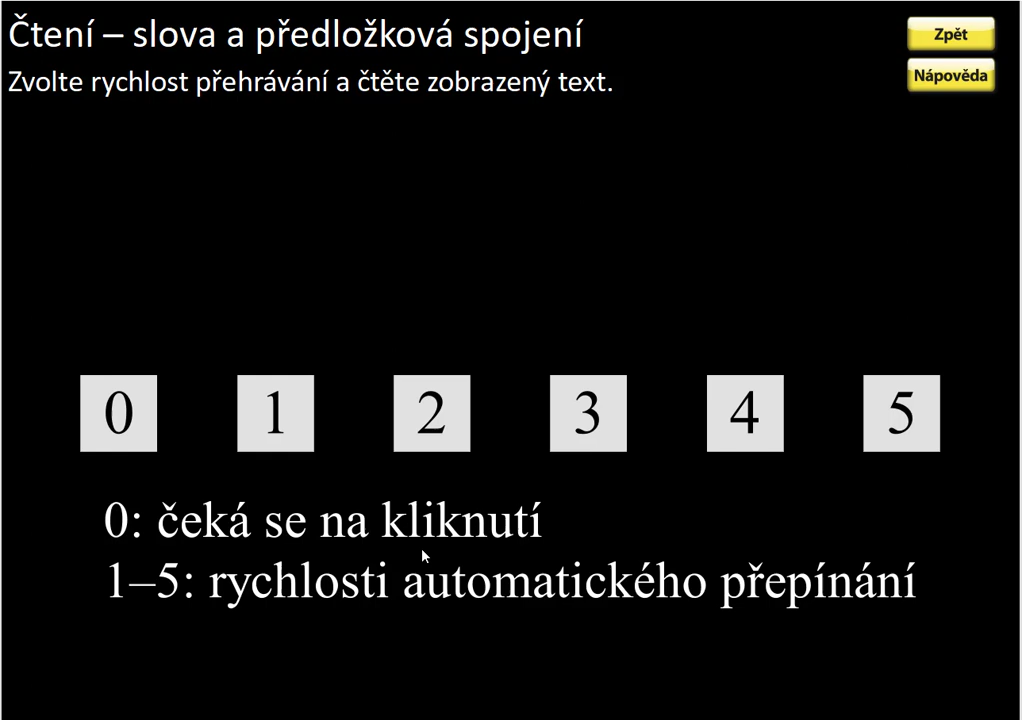 Čtení – slova a předložková spojení
Zpět
Zvolte rychlost přehrávání a čtěte zobrazený text.
Nápověda
0 1 2 3 4 5
0: čeká se na kliknutí
1–5: rychlosti automatického přepínání